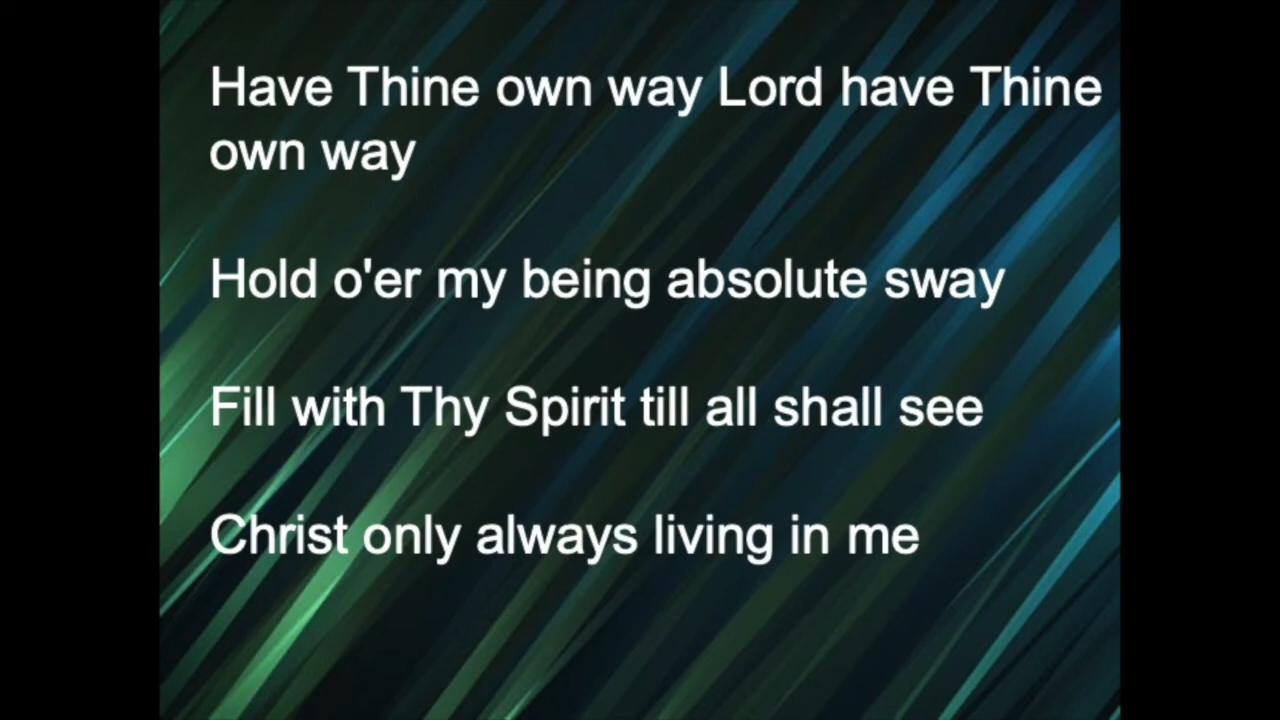 Have Thine own way Lord have Thine
own way
Hold o'er my being absolute sway
Fill with Thy Spirit till all shall see
Christ only always living in me